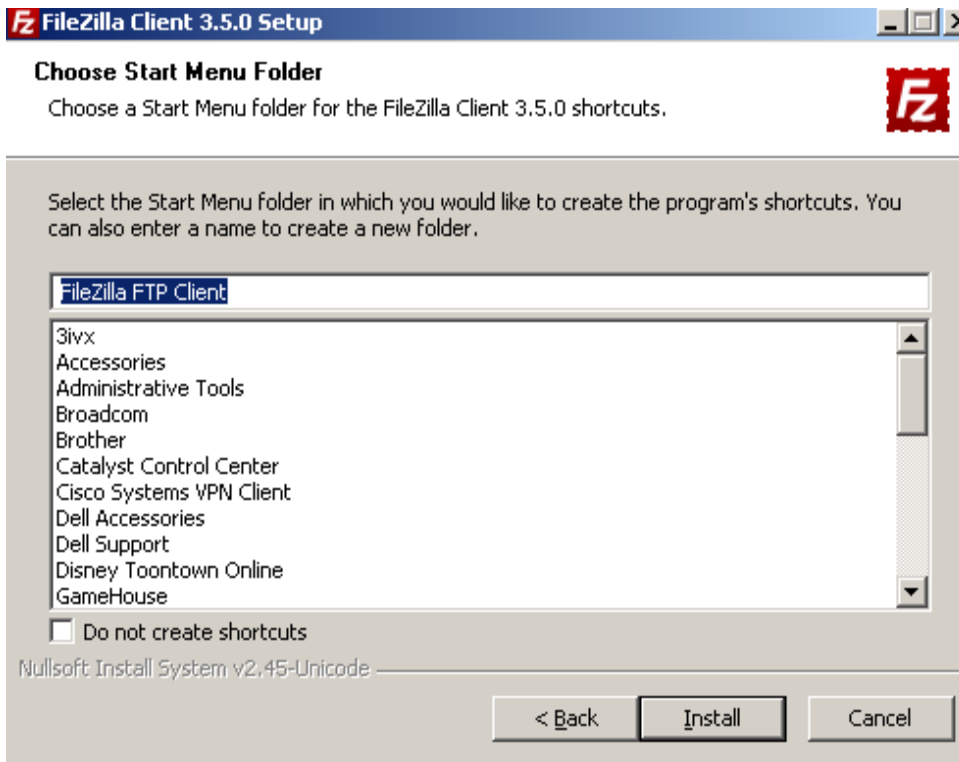 FZ FileZilla Client 3.5.0 Setup
Choose Start Menu Folder
Choose a Start Menu folder for the FileZilla Client 3.5.0 shortcuts.
FZ
Select the Start Menu folder in which you would like to create the program's shortcuts. You
can also enter a name to create a new folder.
FileZilla FTP Client
3ivx
Accessories
Administrative Tools
Broadcom
Brother
Catalyst Control Center
Cisco Systems VPN Client
Dell Accessories
Dell Support
Disney Toontown Online
GameHouse
Do not create shortcuts
Nullsoft Install System v2.45-Unicode
< Back
Install
Cancel